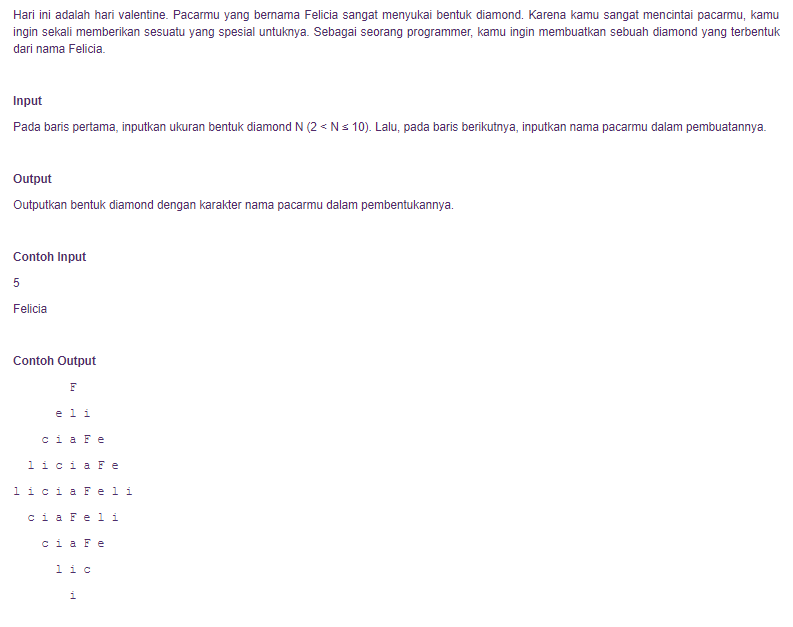 Hari ini adalah hari valentine. Pacarmu yang bernama Felicia sangat menyukai bentuk diamond. Karena kamu sangat mencintai pacarmu, kamu
ingin sekali memberikan sesuatu yang spesial untuknya. Sebagai seorang programmer, kamu ingin membuatkan sebuah diamond yang terbentuk
dari nama Felicia.
Input
Pada baris pertama, inputkan ukuran bentuk diamond N (2 < N ≤ 10). Lalu, pada baris berikutnya, inputkan nama pacarmu dalam pembuatannya.
Output
Outputkan bentuk diamond dengan karakter nama pacarmu dalam pembentukannya.
Contoh Input
5
Felicia
Contoh Output
F
e l i
c i a F e
l i c i a F e
l i c i a F e l i
c i a F e l i
c i a F e
l i c
i